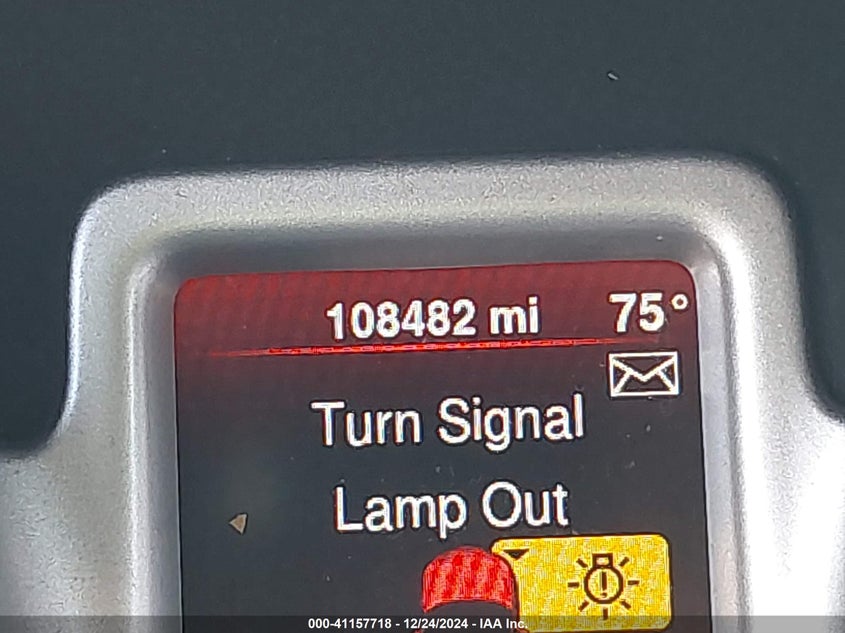 108482 mi 75°
Turn Signal
Lamp Out
000-41157718 - 12/24/2024 - IAA Inc.